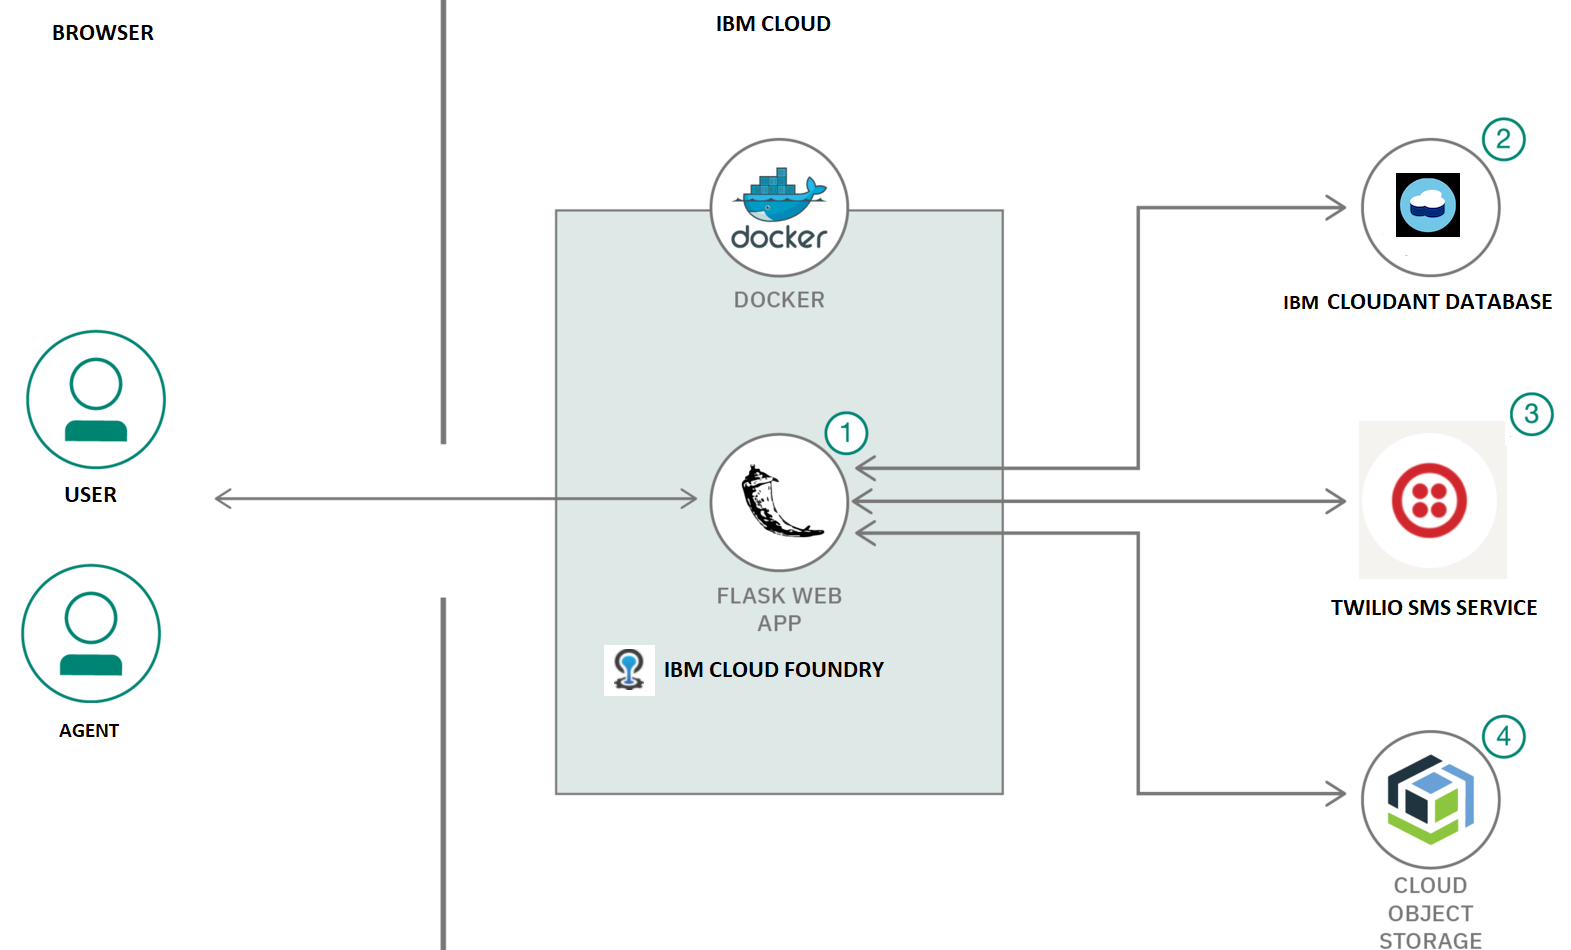 BROWSER
IBM CLOUD
docker
DOCKER
2
IBM CLOUDANT DATABASE
USER
1
3
FLASK WEB
APP
IBM CLOUD FOUNDRY
TWILIO SMS SERVICE
AGENT
4
CLOUD
OBJECT
STORAGE